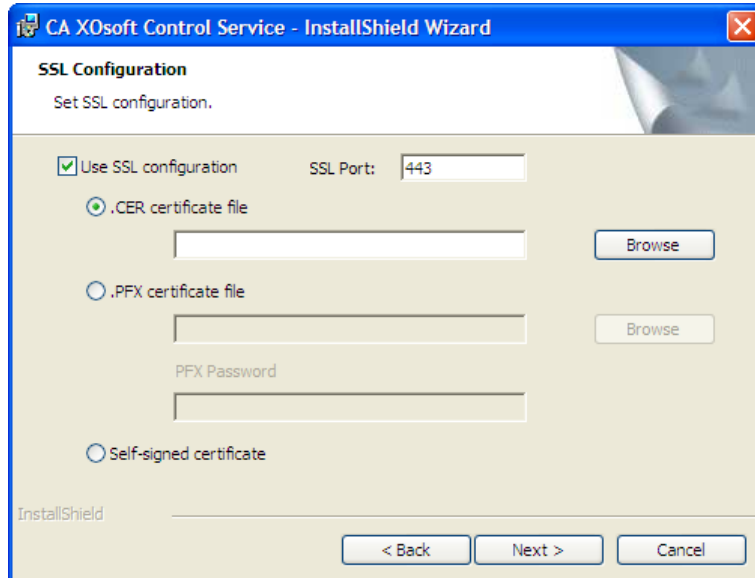 CA XOsoft Control Service - InstallShield Wizard
SSL Configuration
Set SSL configuration.
Use SSL configuration SSL Port: 443
.CER certificate file
Browse
.PFX certificate file
Browse
PFX Password
Self-signed certificate
InstallShield
< Back Next > Cancel